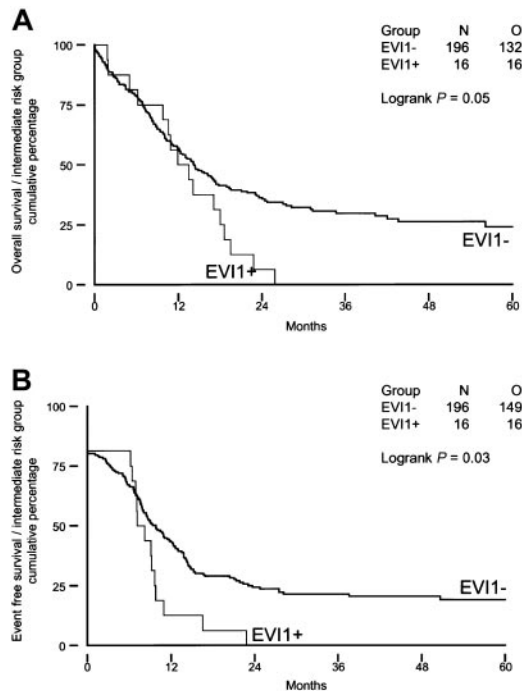 A
Group N O
EVI1- 196 132
EVI1+ 16 16
Logrank P = 0.05
Overall survival / intermediate risk group
cumulative percentage
100
75
50
25
0
EVI1-
EVI1+
0 12 24 36 48 60
Months
B
Group N O
EVI1- 196 149
EVI1+ 16 16
Logrank P = 0.03
Event free survival / intermediate risk group
cumulative percentage
100
75
50
25
0
EVI1-
EVI1+
0 12 24 36 48 60
Months